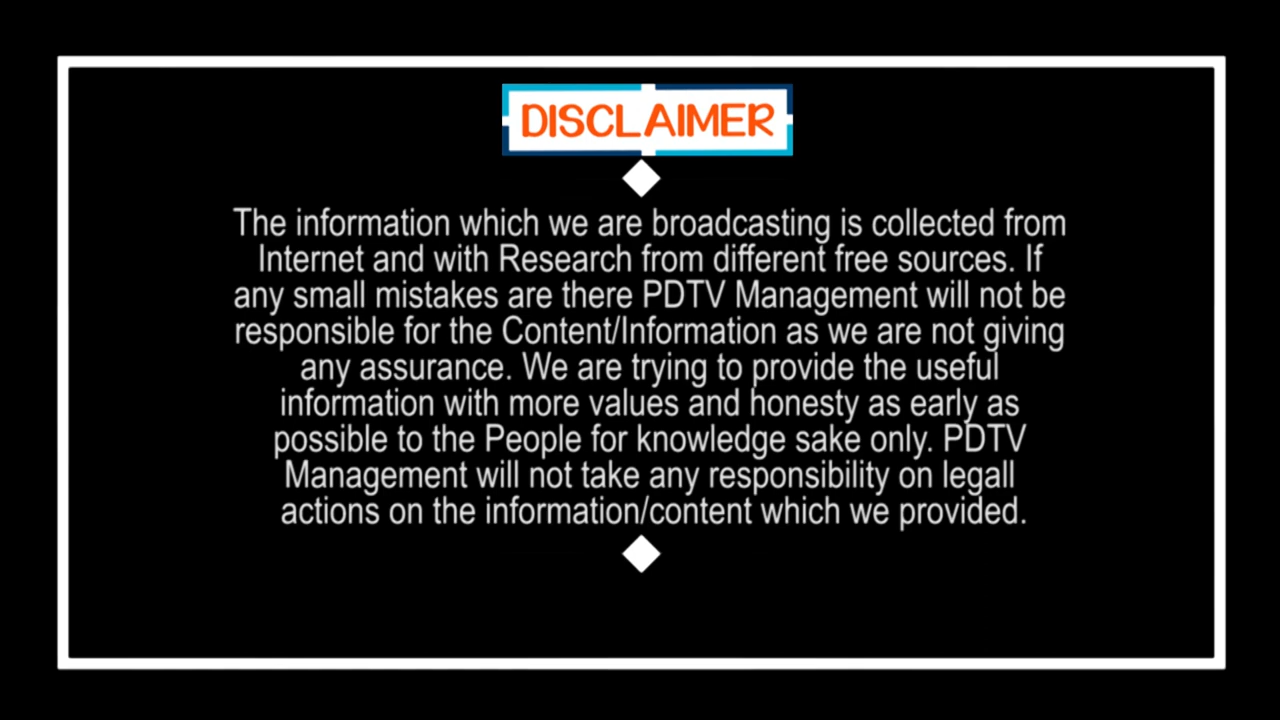 DISCLAIMER
The information which we are broadcasting is collected from
Internet and with Research from different free sources. If
any small mistakes are there PDTV Management will not be
responsible for the Content/Information as we are not giving
any assurance. We are trying to provide the useful
information with more values and honesty as early as
possible to the People for knowledge sake only. PDTV
Management will not take any responsibility on legall
actions on the information/content which we provided.